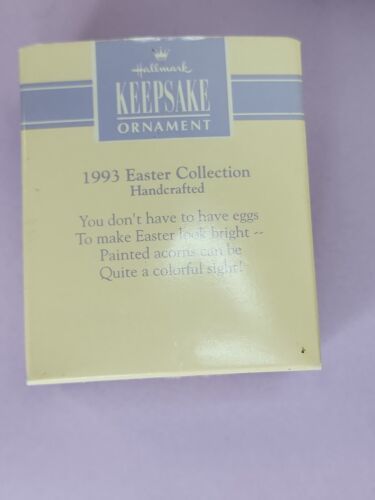 Hallmark
KEEPSAKE
ORNAMENT
1993 Easter Collection
Handcrafted
You don't have to have eggs
To make Easter look bright --
Painted acorns can be
Quite a colorful sight!